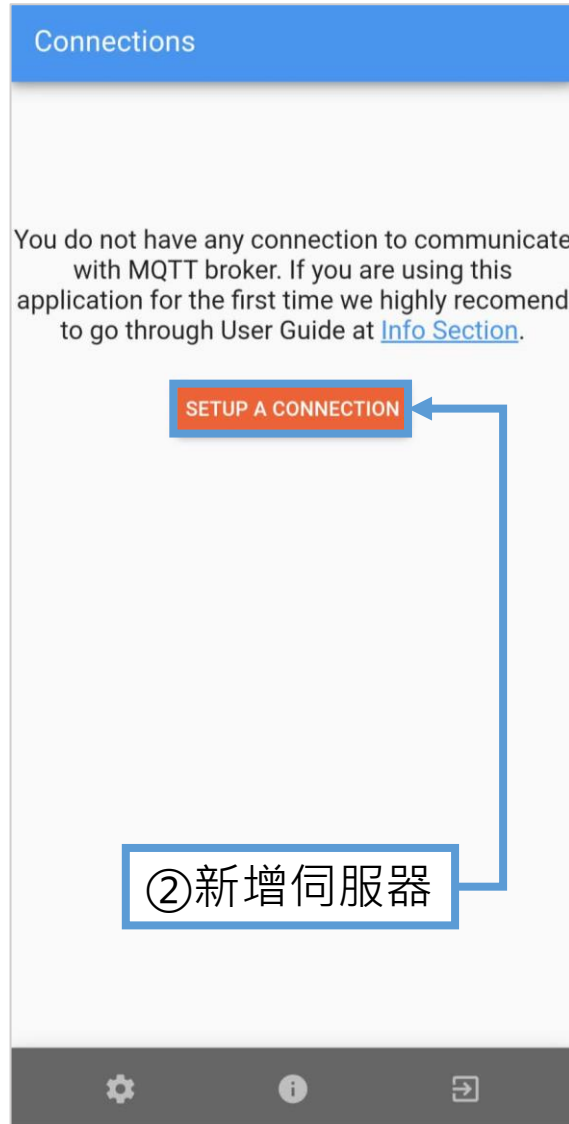 Connections
You do not have any connection to communicate
with MQTT broker. If you are using this
application for the first time we highly recomend
to go through User Guide at Info Section.
SETUP A CONNECTION
②新增伺服器